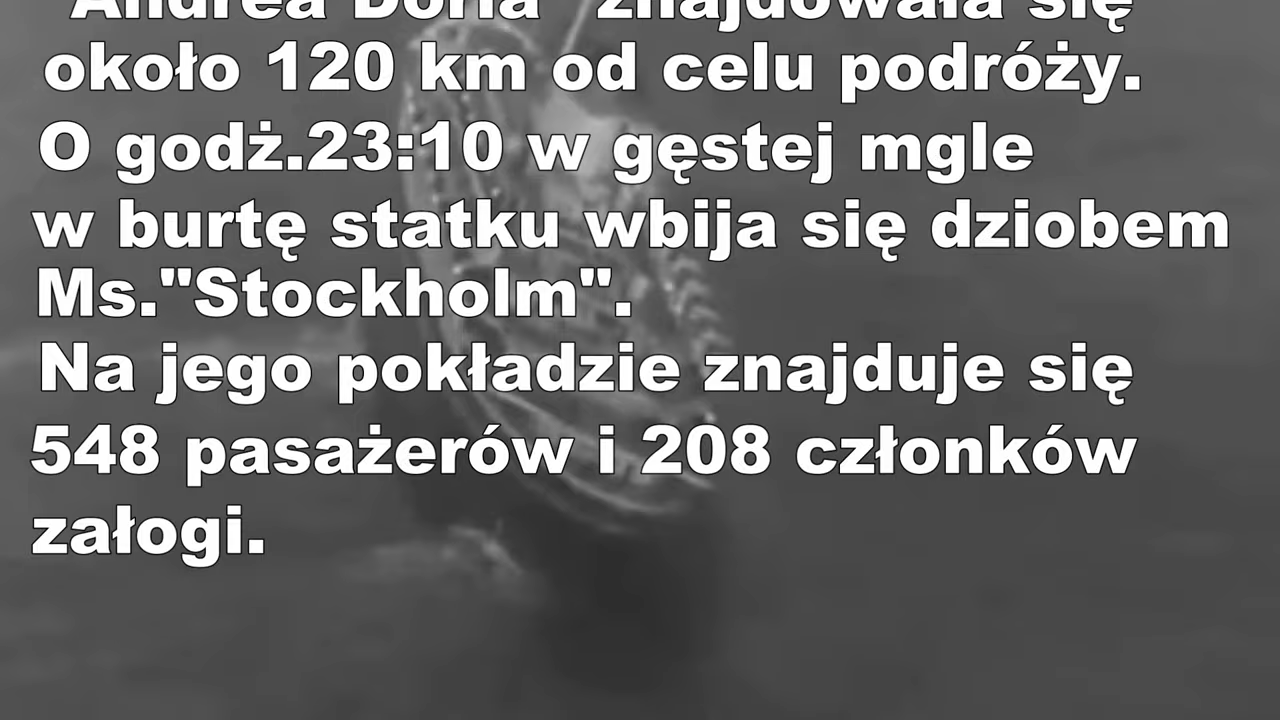 "Andrea Doria" znajdowała się
około 120 km od celu podróży.
O godż.23:10 w gęstej mgle
w burtę statku wbija się dziobem
Ms."Stockholm".
Na jego pokładzie znajduje się
548 pasażerów i 208 członków
załogi.